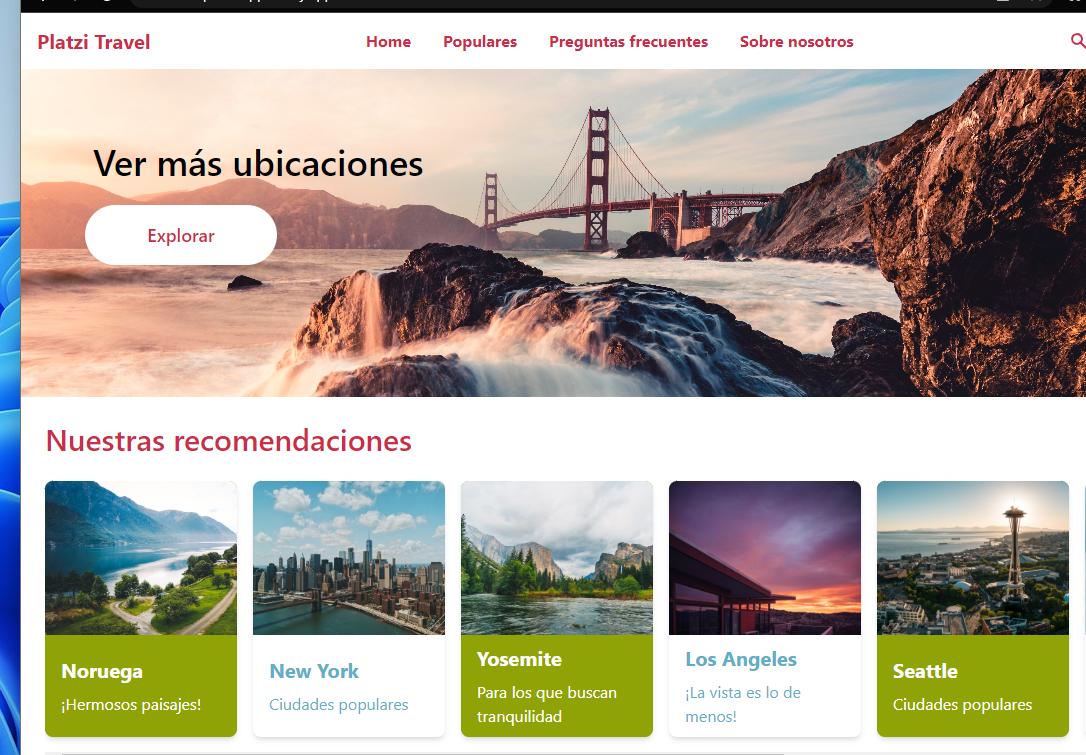 Platzi Travel
Home Populares Preguntas frecuentes Sobre nosotros
Ver más ubicaciones
Explorar
Nuestras recomendaciones
Noruega
¡Hermosos paisajes!
New York
Ciudades populares
Yosemite
Para los que buscan
tranquilidad
Los Angeles
¡La vista es lo de
menos!
Seattle
Ciudades populares